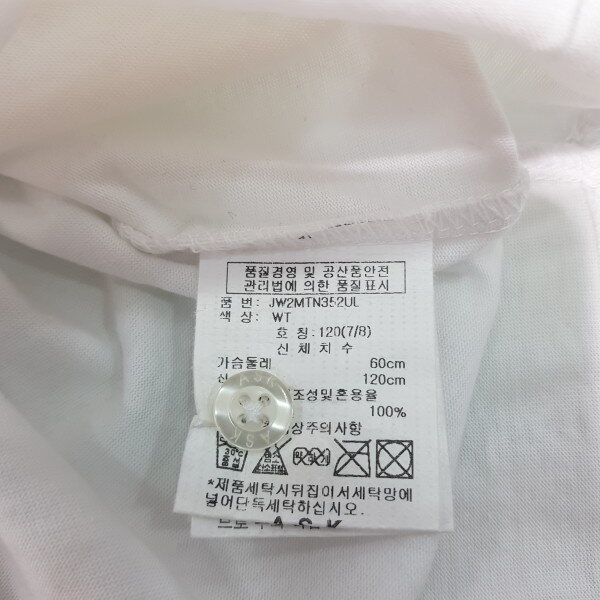 품질경영 및 공산품안전
관리법에 의한 품질표시
품 번: JW2MTN352UL
색 상: WT
호 칭: 120(7/8)
신 체 치 수
가슴둘레 60cm
120cm
조성및혼용율
100%
상주의사항
30℃
ASK
ASK
*제품세탁시뒤집어서세탁망에
넣어단독세탁하십시오.
ASK